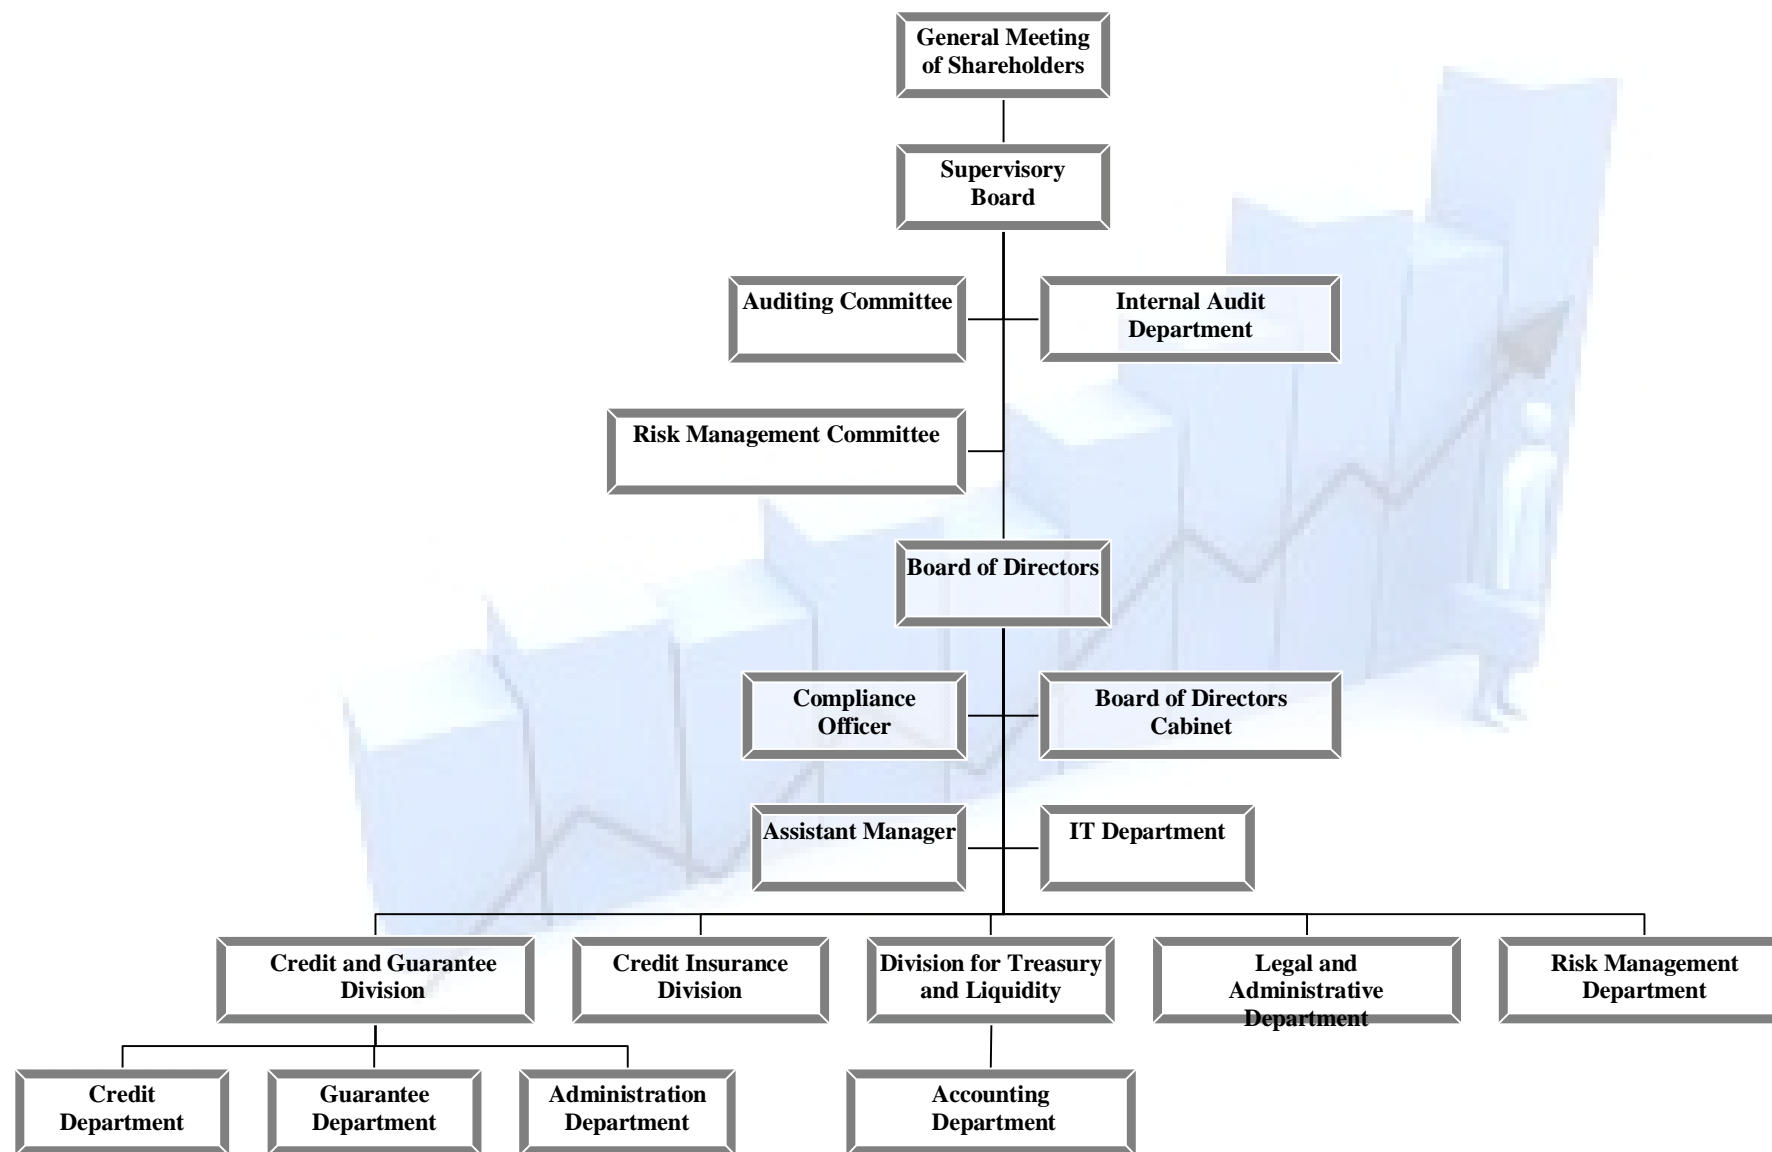 General Meeting
of Shareholders
Supervisory
Board
Auditing Committee
Internal Audit
Department
Risk Management Committee
Board of Directors
Compliance
Officer
Board of Directors
Cabinet
Assistant Manager
IT Department
Credit and Guarantee
Division
Credit Insurance
Division
Division for Treasury
and Liquidity
Legal and
Administrative
Department
Risk Management
Department
Credit
Department
Guarantee
Department
Administration
Department
Accounting
Department